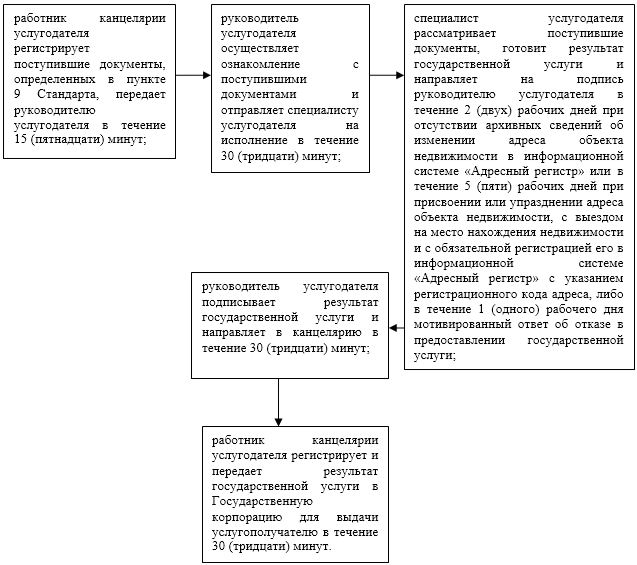 работник канцелярии
услугодателя
регистрирует
поступившие документы,
определенных в пункте
9 Стандарта, передает
руководителю
услугодателя в течение
15 (пятнадцати) минут;
руководитель
услугодателя
осуществляет
ознакомление с
поступившими
документами и
отправляет специалисту
услугодателя на
исполнение в течение
30 (тридцати) минут;
специалист услугодателя
рассматривает поступившие
документы, готовит результат
государственной услуги и
направляет на подпись
руководителю услугодателя в
течение 2 (двух) рабочих дней при
отсутствии архивных сведений об
изменении адреса объекта
недвижимости в информационной
системе «Адресный регистр» или в
течение 5 (пяти) рабочих дней при
присвоении или упразднении адреса
объекта недвижимости, с выездом
на место нахождения недвижимости
и с обязательной регистрацией его в
информационной системе
«Адресный регистр» с указанием
регистрационного кода адреса, либо
в течение 1 (одного) рабочего дня
мотивированный ответ об отказе в
предоставлении государственной
услуги;
руководитель услугодателя
подписывает результат
государственной услуги и
направляет в канцелярию в
течение 30 (тридцати) минут;
работник канцелярии
услугодателя регистрирует и
передает результат
государственной услуги в
Государственную
корпорацию для выдачи
услугополучателю в течение
30 (тридцати) минут.